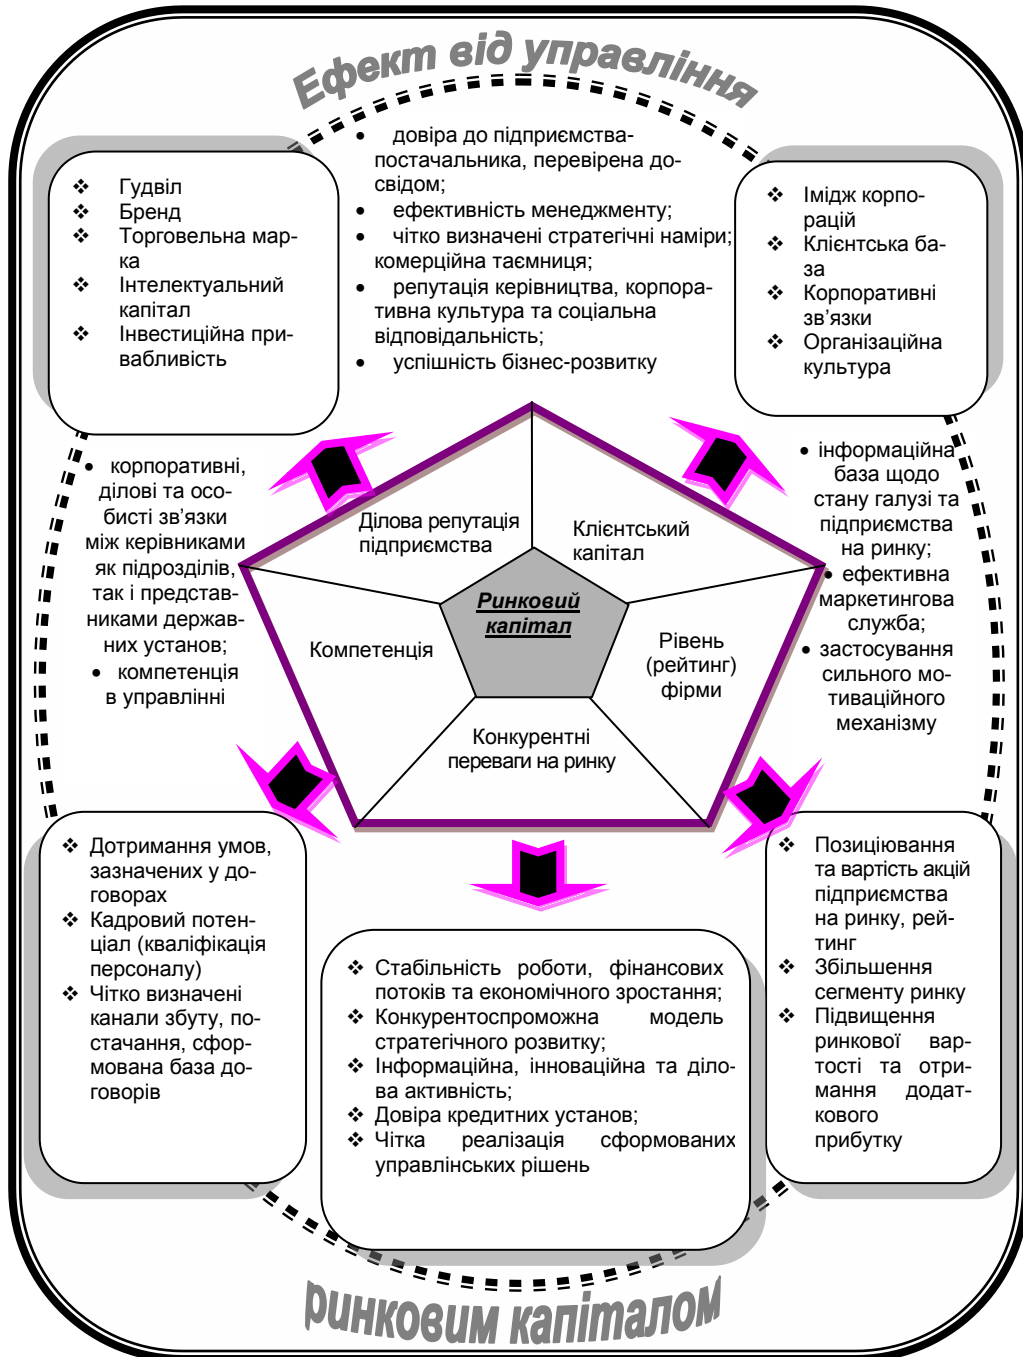 Ефект від управління
• довіра до підприємства-
постачальника, перевірена до-
свідом;
• ефективність менеджменту;
• чітко визначені стратегічні наміри;
комерційна таємниця;
• репутація керівництва, корпора-
тивна культура та соціальна
відповідальність;
• успішність бізнес-розвитку
❖ Гудвіл
❖ Бренд
❖ Торговельна мар-
ка
❖ Інтелектуальний
капітал
❖ Інвестиційна при-
вабливість
❖ Імідж корпо-
рацій
❖ Клієнтська ба-
за
❖ Корпоративні
зв’язки
❖ Організаційна
культура
• корпоративні,
ділові та осо-
бисті зв’язки
між керівниками
як підрозділів,
так і представ-
никами держав-
них установ;
• компетенція
в управлінні
Ділова репутація
підприємства
Клієнтський
капітал
Ринковий
капітал
Компетенція
Рівень
(рейтинг)
фірми
Конкурентні
переваги на ринку
• інформаційна
база щодо
стану галузі та
підприємства
на ринку;
• ефективна
маркетингова
служба;
• застосування
сильного мо-
тиваційного
механізму
❖ Дотримання умов,
зазначених у до-
говорах
❖ Кадровий потен-
ціал (кваліфікація
персоналу)
❖ Чітко визначені
канали збуту, по-
стачання, сфор-
мована база до-
говорів
❖ Стабільність роботи, фінансових
потоків та економічного зростання;
❖ Конкурентоспроможна модель
стратегічного розвитку;
❖ Інформаційна, інноваційна та діло-
ва активність;
❖ Довіра кредитних установ;
❖ Чітка реалізація сформованих
управлінських рішень
❖ Позиціювання
та вартість акцій
підприємства
на ринку, рей-
тинг
❖ Збільшення
сегменту ринку
❖ Підвищення
ринкової вар-
тості та отри-
мання додат-
кового
прибутку
ринковим капіталом